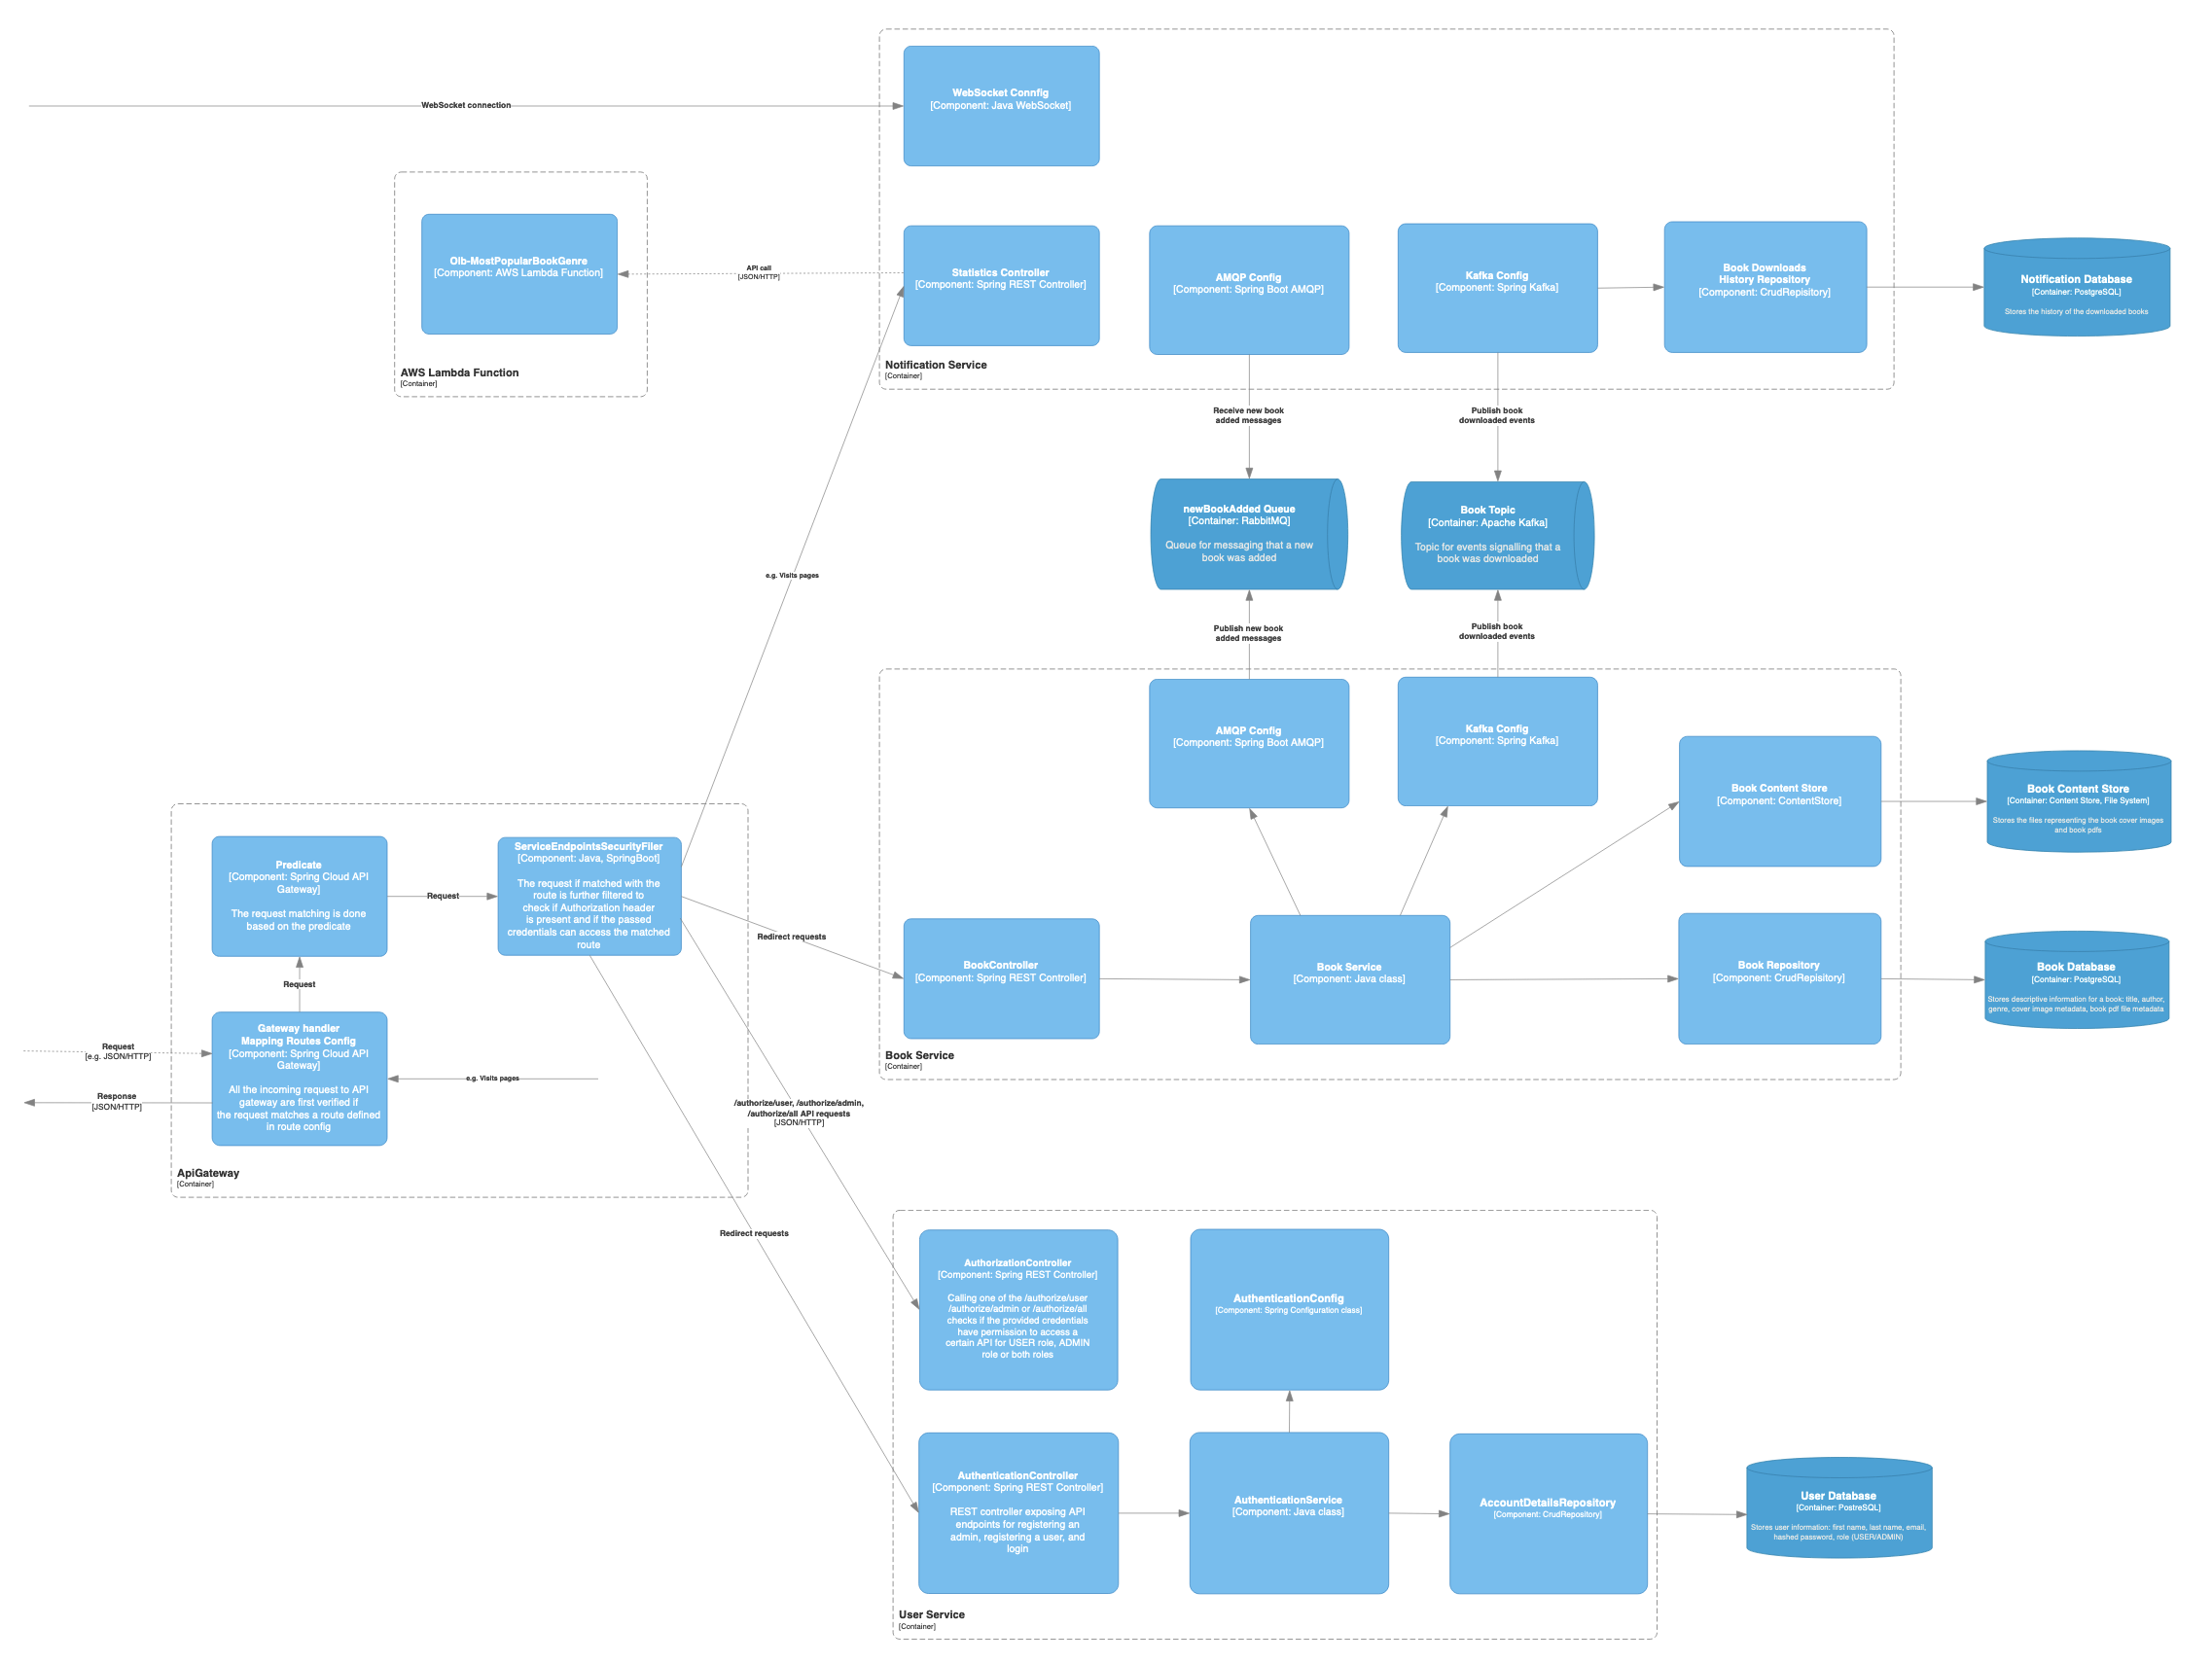 WebSocket connection
WebSocket Connfig
[Component: Java WebSocket]
Olb-MostPopularBookGenre
[Component: AWS Lambda Function]
AWS Lambda Function
[Container]
API call
[JSON/HTTP]
Statistics Controller
[Component: Spring REST Controller]
AMQP Config
[Component: Spring Boot AMQP]
Kafka Config
[Component: Spring Kafka]
Book Downloads
History Repository
[Component: CrudRepisitory]
Notification Database
[Container: PostgreSQL]
Stores the history of the downloaded books
Notification Service
[Container]
Receive new book
added messages
Publish book
downloaded events
newBookAdded Queue
[Container: RabbitMQ]
Queue for messaging that a new
book was added
Book Topic
[Container: Apache Kafka]
Topic for events signalling that a
book was downloaded
e.g. Visits pages
Publish new book
added messages
Publish book
downloaded events
AMQP Config
[Component: Spring Boot AMQP]
Kafka Config
[Component: Spring Kafka]
Book Content Store
[Component: ContentStore]
Book Content Store
[Container: Content Store, File System]
Stores the files representing the book cover images
and book pdfs
Predicate
[Component: Spring Cloud API
Gateway]
The request matching is done
based on the predicate
Request
ServiceEndpointsSecurityFiler
[Component: Java, SpringBoot]
The request if matched with the
route is further filtered to
check if Authorization header
is present and if the passed
credentials can access the matched
route
Redirect requests
BookController
[Component: Spring REST Controller]
Book Service
[Component: Java class]
Book Repository
[Component: CrudRepisitory]
Book Database
[Container: PostgreSQL]
Stores descriptive information for a book: title, author,
genre, cover image metadata, book pdf file metadata
Book Service
[Container]
Request
Request
[e.g. JSON/HTTP]
Response
[JSON/HTTP]
Gateway handler
Mapping Routes Config
[Component: Spring Cloud API
Gateway]
All the incoming request to API
gateway are first verified if
the request matches a route defined
in route config
e.g. Visits pages
ApiGateway
[Container]
/authorize/user, /authorize/admin,
/authorize/all API requests
[JSON/HTTP]
Redirect requests
AuthorizationController
[Component: Spring REST Controller]
Calling one of the /authorize/user
/authorize/admin or /authorize/all
checks if the provided credentials
have permission to access a
certain API for USER role, ADMIN
role or both roles
AuthenticationConfig
[Component: Spring Configuration class]
AuthenticationController
[Component: Spring REST Controller]
REST controller exposing API
endpoints for registering an
admin, registering a user, and
login
AuthenticationService
[Component: Java class]
AccountDetailsRepository
[Component: CrudRepository]
User Database
[Container: PostreSQL]
Stores user information: first name, last name, email,
hashed password, role (USER/ADMIN)
User Service
[Container]